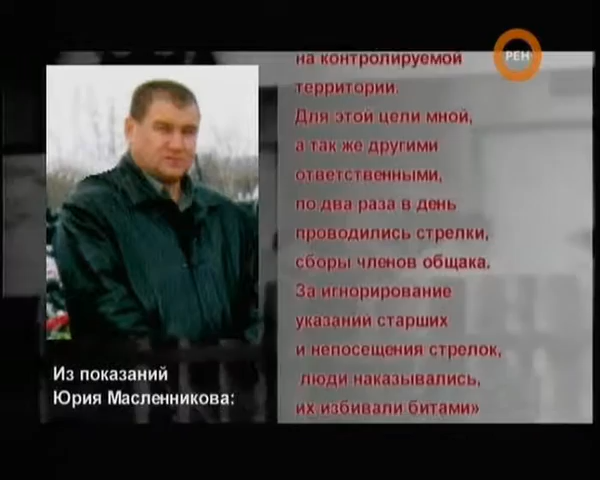 РЕН
на контролируемой
территории.
Для этой цели мной,
а так же другими
ответственными,
по два раза в день
проводились стрелки,
сборы членов общака.
За игнорирование
указаний старших
и непосещения стрелок,
люди наказывались,
их избивали битами»
Из показаний
Юрия Масленникова: